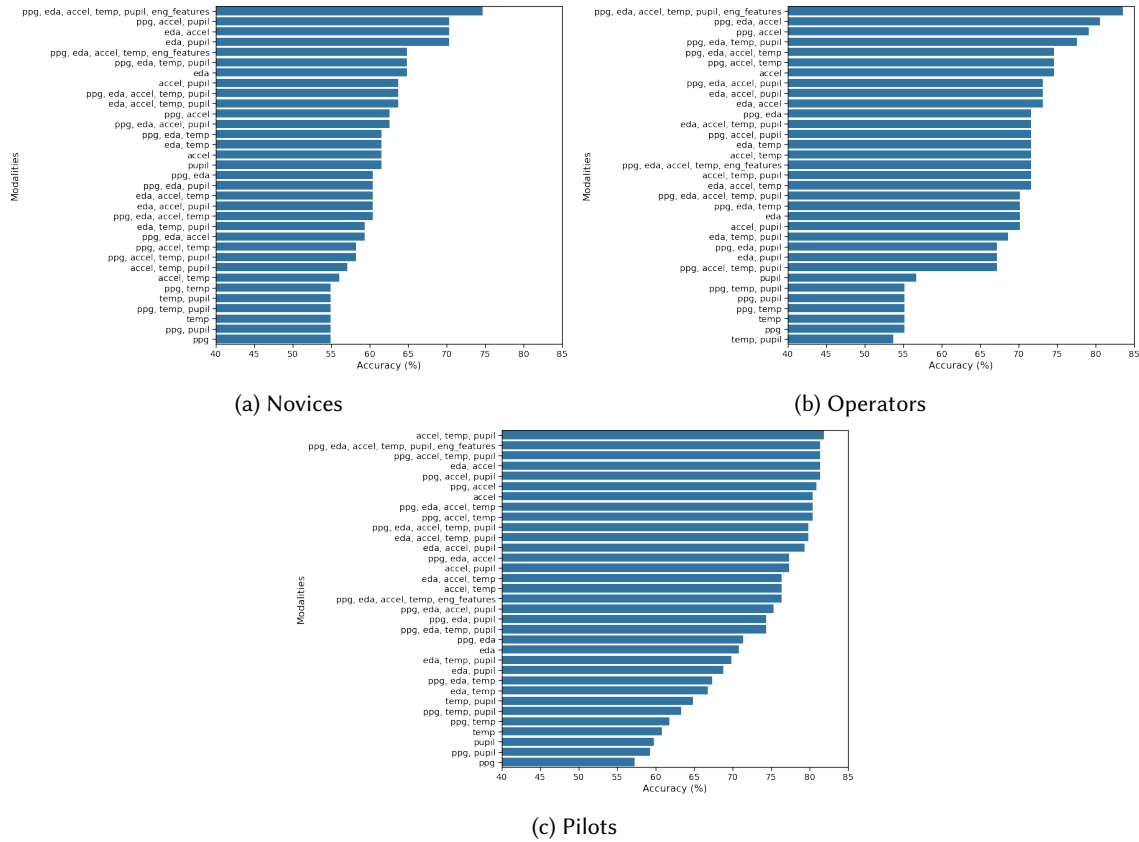 ppg, eda, accel, temp, pupil, eng_features
ppg, accel, pupil
eda, accel
eda, pupil
ppg, eda, accel, temp, eng_features
ppg, eda, temp, pupil
eda
accel, pupil
ppg, eda, accel, temp, pupil
eda, accel, temp, pupil
ppg, accel
ppg, eda, accel, pupil
ppg, eda, temp
eda, temp
accel
pupil
ppg, eda
ppg, eda, pupil
eda, accel, temp
eda, accel, pupil
ppg, eda, accel, temp
eda, temp, pupil
ppg, eda, accel
ppg, accel, temp
ppg, accel, temp, pupil
accel, temp, pupil
accel, temp
ppg, temp
temp, pupil
ppg, temp, pupil
temp
ppg, pupil
ppg
Modalities
40 45 50 55 60 65 70 75 80 85
Accuracy (%)
(a) Novices
ppg, eda, accel, temp, pupil, eng_features
ppg, eda, accel
ppg, accel
ppg, eda, temp, pupil
ppg, eda, accel, temp
ppg, accel, temp
accel
ppg, eda, accel, pupil
eda, accel, pupil
eda, accel
ppg, eda
eda, accel, temp, pupil
ppg, accel, pupil
eda, temp
accel, temp
ppg, eda, accel, temp, eng_features
accel, temp, pupil
eda, accel, temp
ppg, eda, accel, temp, pupil
ppg, eda, temp
eda
accel, pupil
eda, temp, pupil
ppg, eda, pupil
eda, pupil
ppg, accel, temp, pupil
pupil
ppg, temp, pupil
ppg, pupil
ppg, temp
temp
ppg
temp, pupil
Modalities
40 45 50 55 60 65 70 75 80 85
Accuracy (%)
(b) Operators
accel, temp, pupil
ppg, eda, accel, temp, pupil, eng_features
ppg, accel, temp, pupil
eda, accel
ppg, accel, pupil
ppg, accel
accel
ppg, eda, accel, temp
ppg, accel, temp
ppg, eda, accel, temp, pupil
eda, accel, temp, pupil
eda, accel, pupil
ppg, eda, accel
accel, pupil
eda, accel, temp
accel, temp
ppg, eda, accel, temp, eng_features
ppg, eda, accel, pupil
ppg, eda, pupil
ppg, eda, temp, pupil
ppg, eda
eda
eda, temp, pupil
eda, pupil
ppg, eda, temp
eda, temp
temp, pupil
ppg, temp, pupil
ppg, temp
temp
pupil
ppg, pupil
ppg
Modalities
40 45 50 55 60 65 70 75 80 85
Accuracy (%)
(c) Pilots